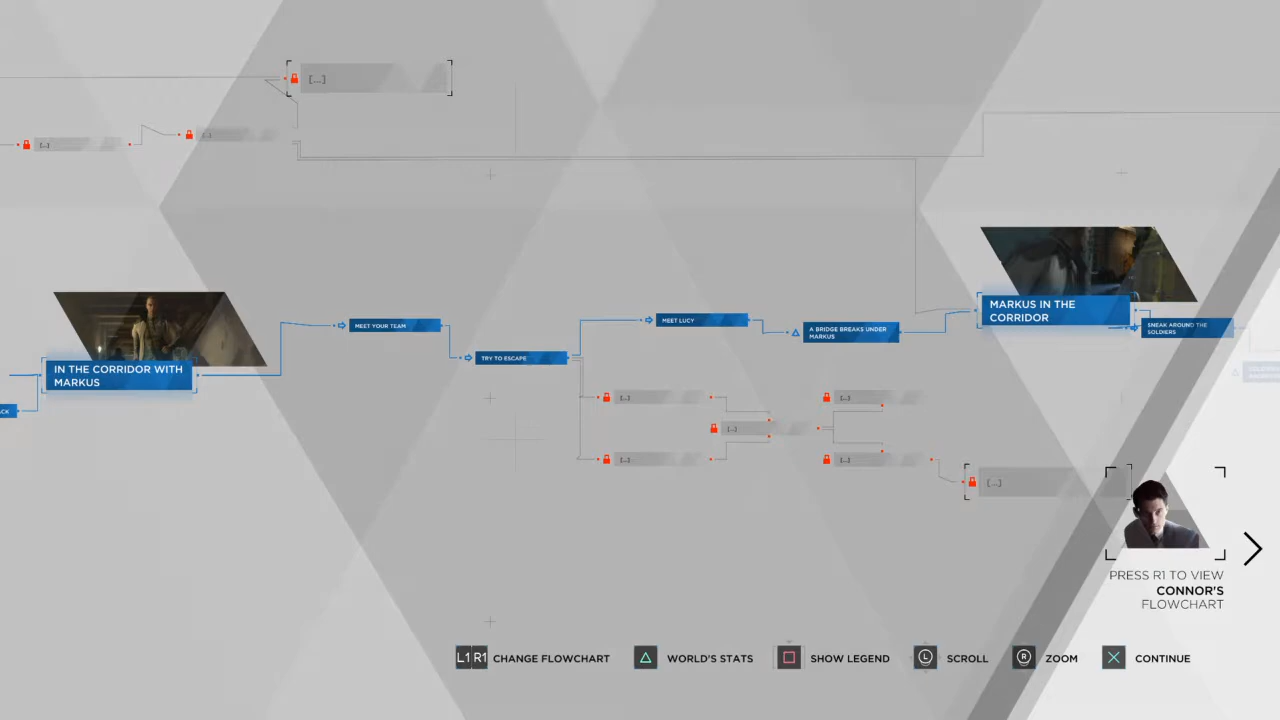 [...]
[...]
[...]
MARKUS IN THE
CORRIDOR
SNEAK AROUND THE
SOLDIERS
MEET LUCY
MEET YOUR TEAM
A BRIDGE BREAKS UNDER
MARKUS
TRY TO ESCAPE
IN THE CORRIDOR WITH
MARKUS
[...]
[...]
[...]
[...]
[...]
[...]
PRESS R1 TO VIEW
CONNOR'S
FLOWCHART
L1 R1 CHANGE FLOWCHART
WORLD'S STATS
SHOW LEGEND
L SCROLL
R ZOOM
CONTINUE